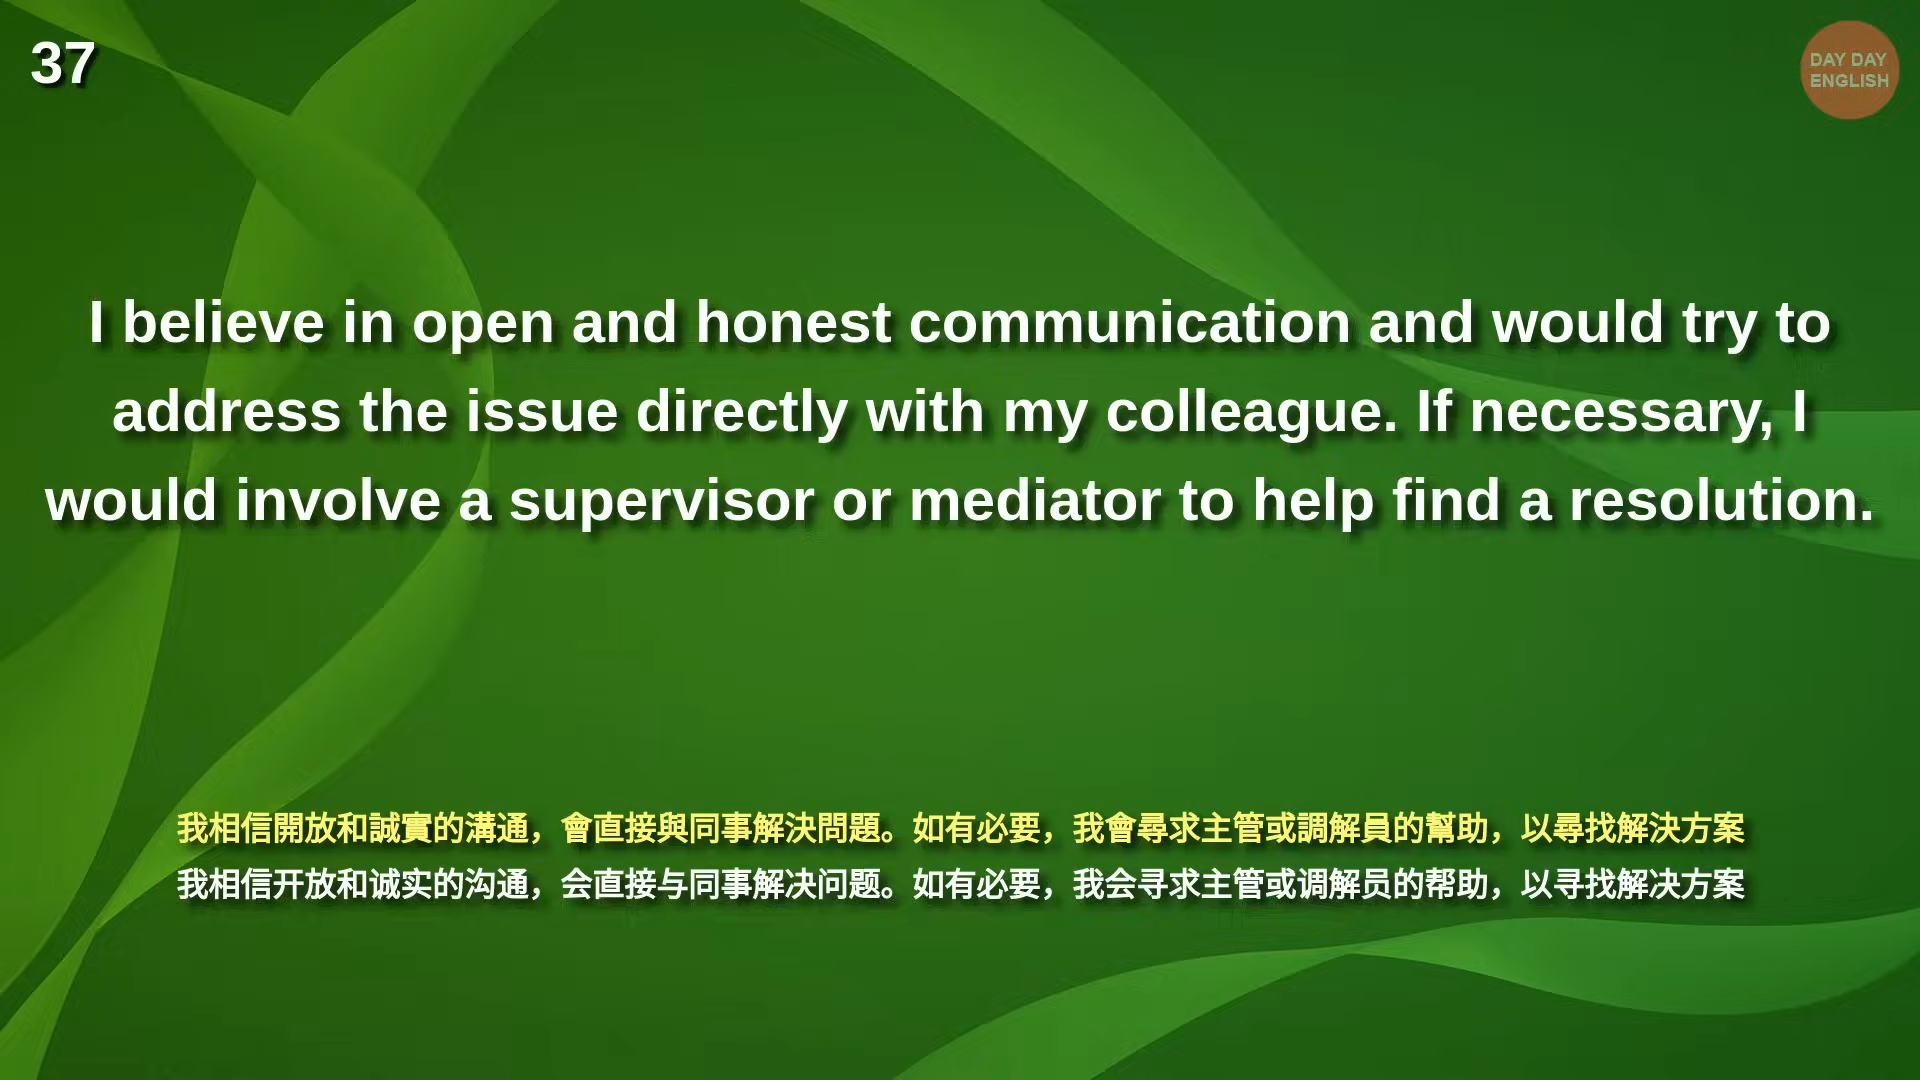 37
DAY DAY
ENGLISH
I believe in open and honest communication and would try to
address the issue directly with my colleague. If necessary, I
would involve a supervisor or mediator to help find a resolution.
我相信開放和誠實的溝通，會直接與同事解決問題。如有必要，我會尋求主管或調解員的幫助，以尋找解決方案
我相信开放和诚实的沟通，会直接与同事解决问题。如有必要，我会寻求主管或调解员的帮助，以寻找解决方案